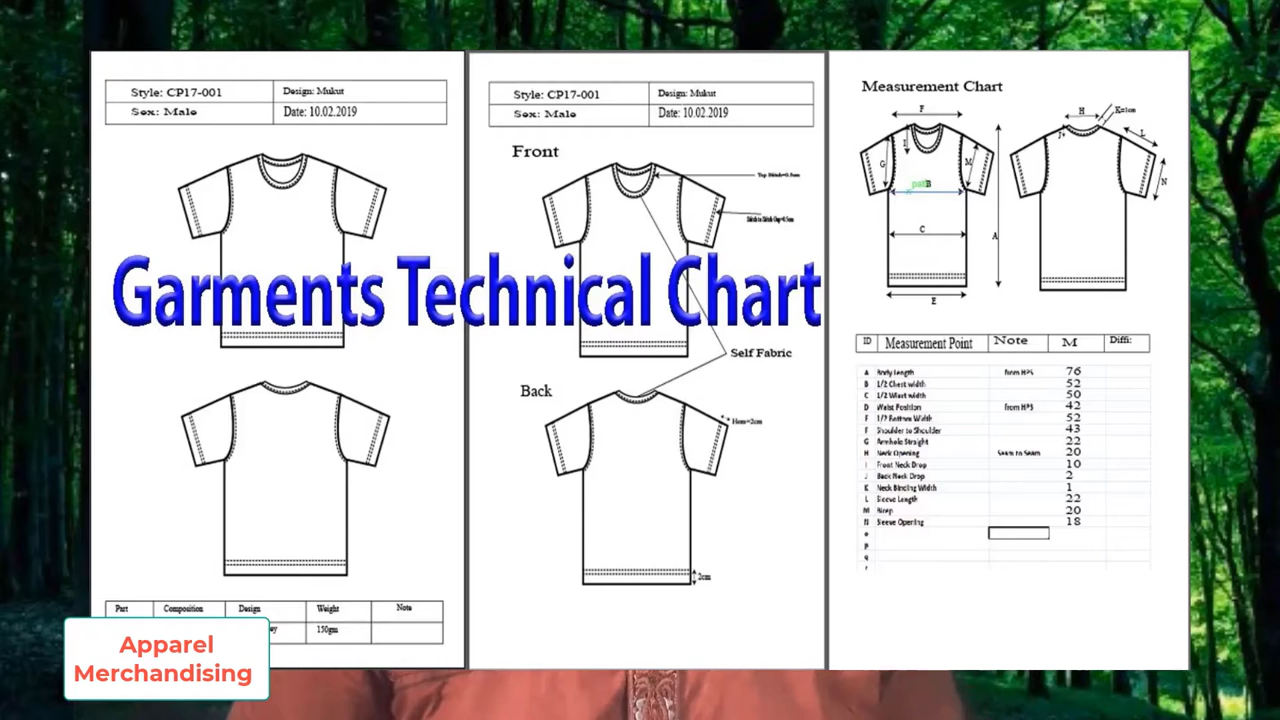 Style: CP17-001
Design: Mukut
Sex: Male
Date: 10.02.2019
Style: CP17-001
Design: Mukut
Sex: Male
Date: 10.02.2019
Front
Top Stitch=0.5cm
Self Fabric
Back
Hem=2cm
2cm
Garments Technical Chart
Part Composition Design Weight Note
150gm
Apparel
Merchandising
Measurement Chart
F
I
G
M
B
C
A
E
H
J
L
N
ID Measurement Point Note M Diffi:
A Body Length from HPS 76
B 1/2 Chest width 52
C 1/2 Wiast width 50
D Waist Position from HPS 42
1/2 Bottom Width 52
F Shoulder to Shoulder 43
G Armhole Straight 22
H Neck Opening Seam to Seam 20
I Front Neck Drop 10
J Back Neck Drop 2
K Neck Binding Width 1
L Sleeve Length 22
M 20
N Sleeve Opening 18
P
q